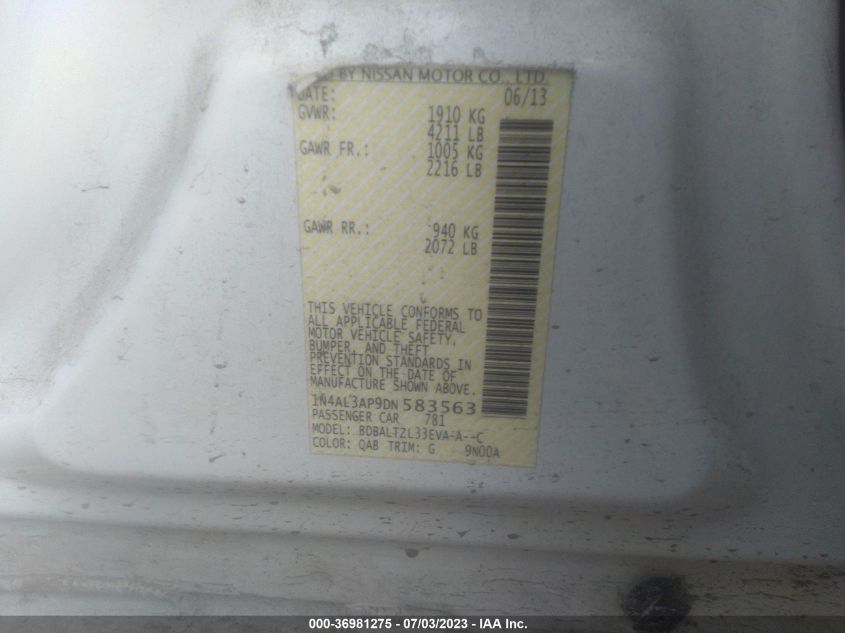 BY NISSAN MOTOR CO., LTD.
DATE: 06/13
GVWR: 1910 KG
4211 LB
GAWR FR.: 1005 KG
2216 LB
GAWR RR.: 940 KG
2072 LB
THIS VEHICLE CONFORMS TO
ALL APPLICABLE FEDERAL
MOTOR VEHICLE SAFETY,
BUMPER, AND THEFT
PREVENTION STANDARDS IN
EFFECT ON THE DATE OF
MANUFACTURE SHOWN ABOVE.
1N4AL3AP9DN583563
PASSENGER CAR 781
MODEL: BDBALTZL33EVA-A--C
COLOR: QAB TRIM: G 9N00A
000-36981275 - 07/03/2023 - IAA Inc.